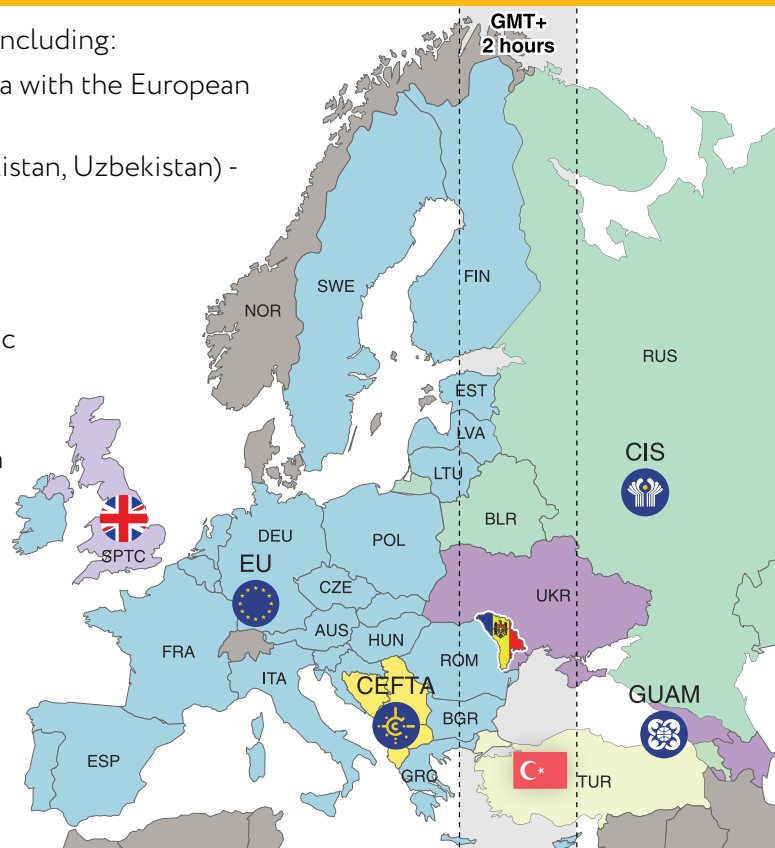 ncluding:
a with the European
istan, Uzbekistan) -
c
n
GMT+
2 hours
NOR
SWE
FIN
RUS
EST
LVA
LTU
CIS
BLR
SPTC
DEU
POL
EU
CZE
UKR
AUS
HUN
FRA
ROM
ITA
CEFTA
GUAM
BGR
ESP
GRC
TUR